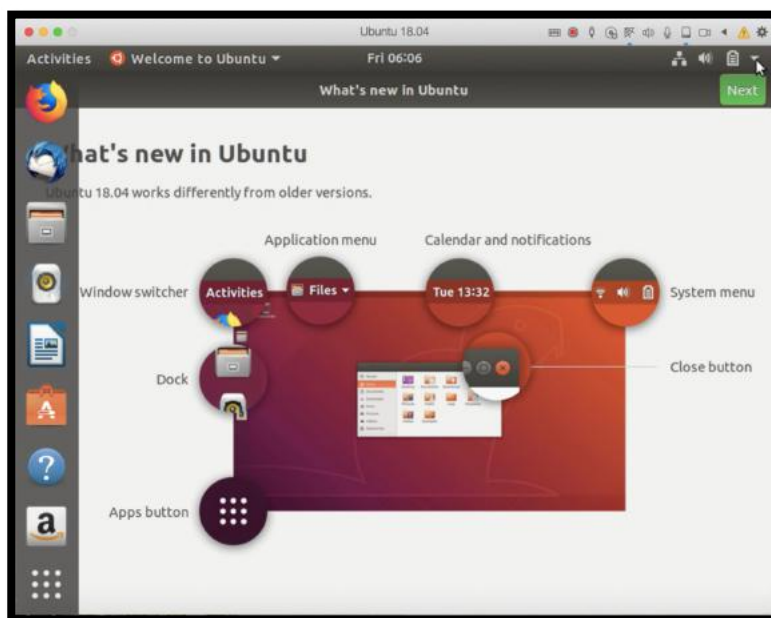 Ubuntu 18.04
Activities Welcome to Ubuntu Fri 06:06
What's new in Ubuntu Next
What's new in Ubuntu
Ubuntu 18.04 works differently from older versions.
Application menu Calendar and notifications
Window switcher Activities Files Tue 13:32 System menu
Dock Close button
Apps button